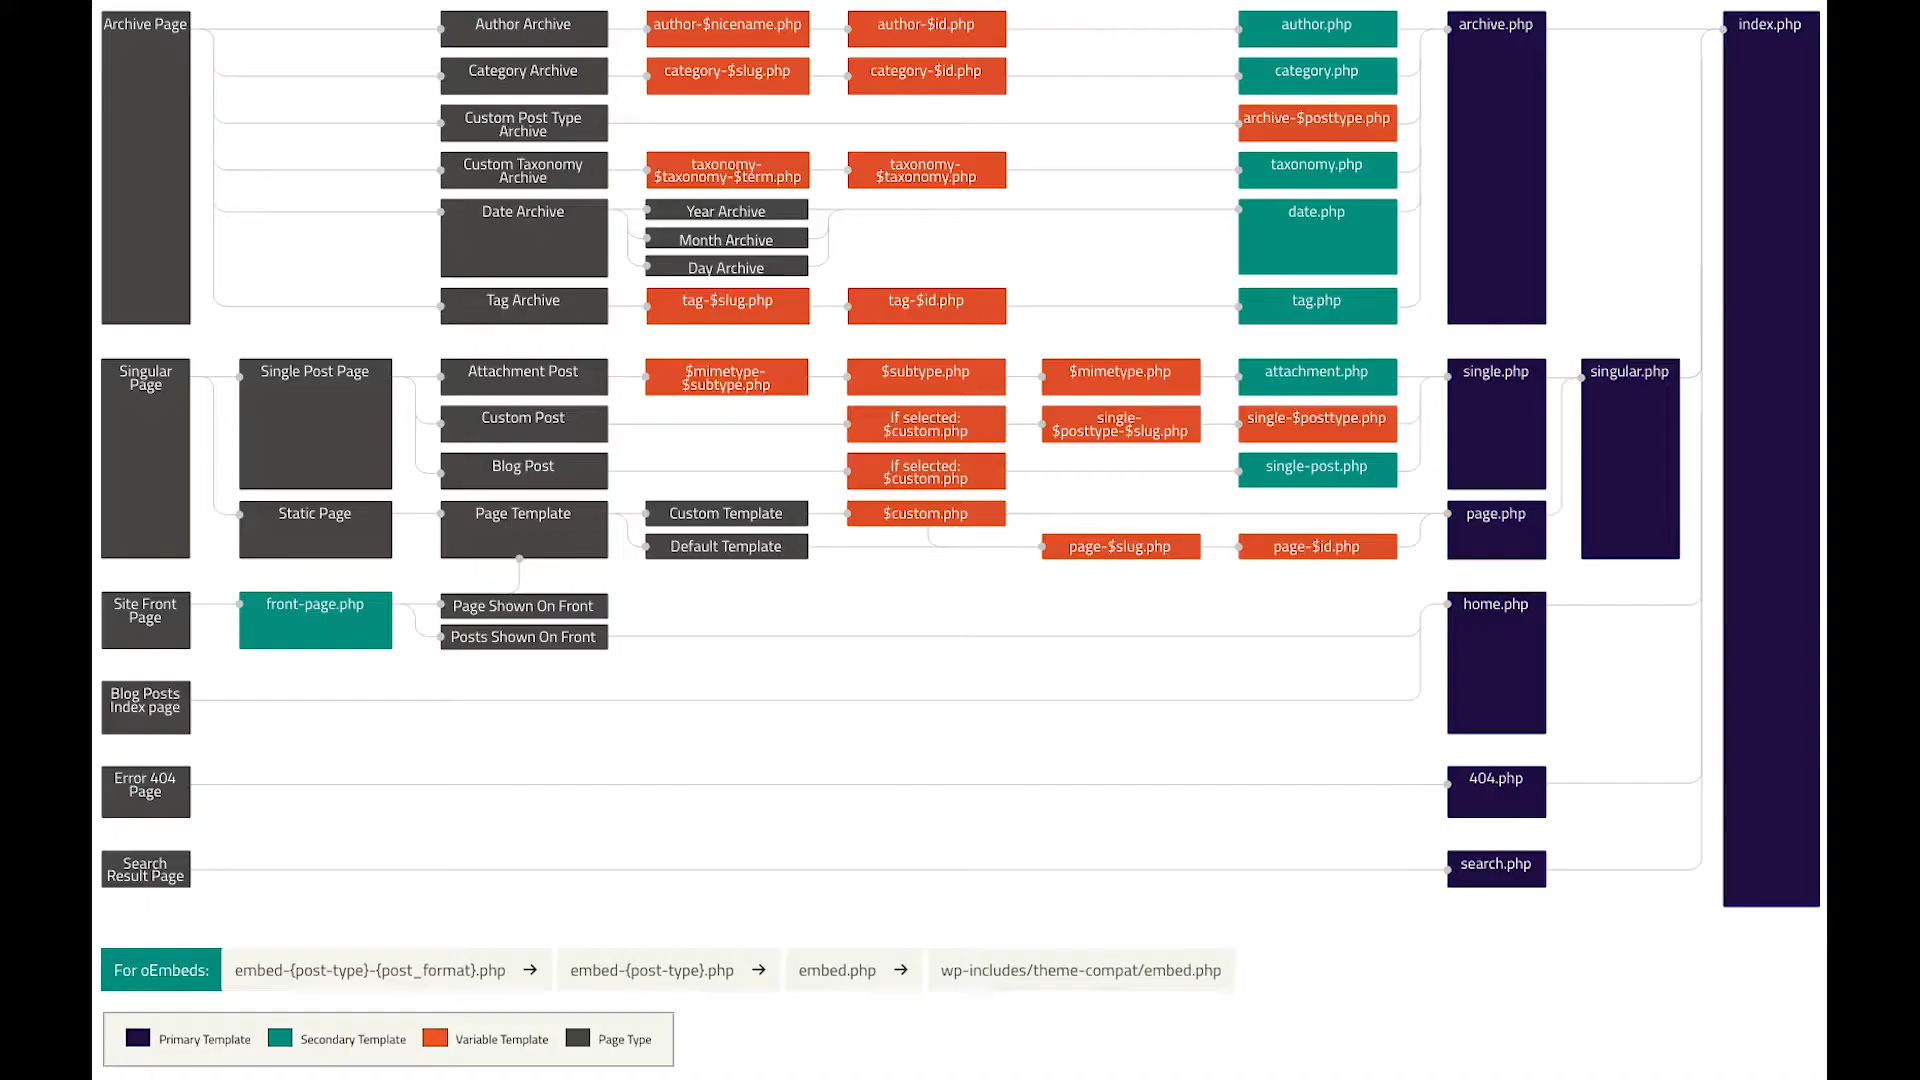 Archive Page
Author Archive
author-$nicename.php
author-$id.php
author.php
archive.php
index.php
Category Archive
category-$slug.php
category-$id.php
category.php
Custom Post Type
Archive
archive-$posttype.php
Custom Taxonomy
Archive
taxonomy-
$taxonomy-$term.php
taxonomy-
$taxonomy.php
taxonomy.php
Date Archive
Year Archive
Month Archive
Day Archive
date.php
Tag Archive
tag-$slug.php
tag-$id.php
tag.php
Singular
Page
Single Post Page
Attachment Post
$mimetype-
$subtype.php
$subtype.php
$mimetype.php
attachment.php
single.php
singular.php
Custom Post
If selected:
$custom.php
single-
$posttype-$slug.php
single-$posttype.php
Blog Post
If selected:
$custom.php
single-post.php
Static Page
Page Template
Custom Template
$custom.php
page.php
Default Template
page-$slug.php
page-$id.php
Site Front
Page
front-page.php
Page Shown On Front
Posts Shown On Front
home.php
Blog Posts
Index page
Error 404
Page
404.php
Search
Result Page
search.php
For oEmbeds:
embed-{post-type}-{post_format}.php →
embed-{post-type}.php →
embed.php →
wp-includes/theme-compat/embed.php
Primary Template
Secondary Template
Variable Template
Page Type